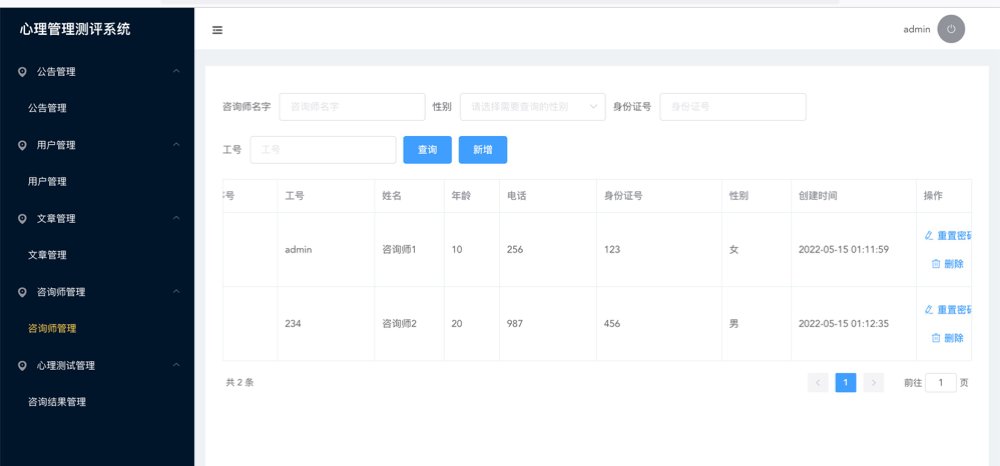 心理管理测评系统
admin
公告管理
公告管理
用户管理
用户管理
文章管理
文章管理
咨询师管理
咨询师管理
心理测试管理
咨询结果管理
咨询师名字 咨询师名字 性别 请选择需要查询的性别 身份证号 身份证号
工号 工号 查询 新增
号 工号 姓名 年龄 电话 身份证号 性别 创建时间 操作
admin 咨询师1 10 256 123 女 2022-05-15 01:11:59 重置密码
删除
234 咨询师2 20 987 456 男 2022-05-15 01:12:35 重置密码
删除
共 2 条 1 前往 1 页